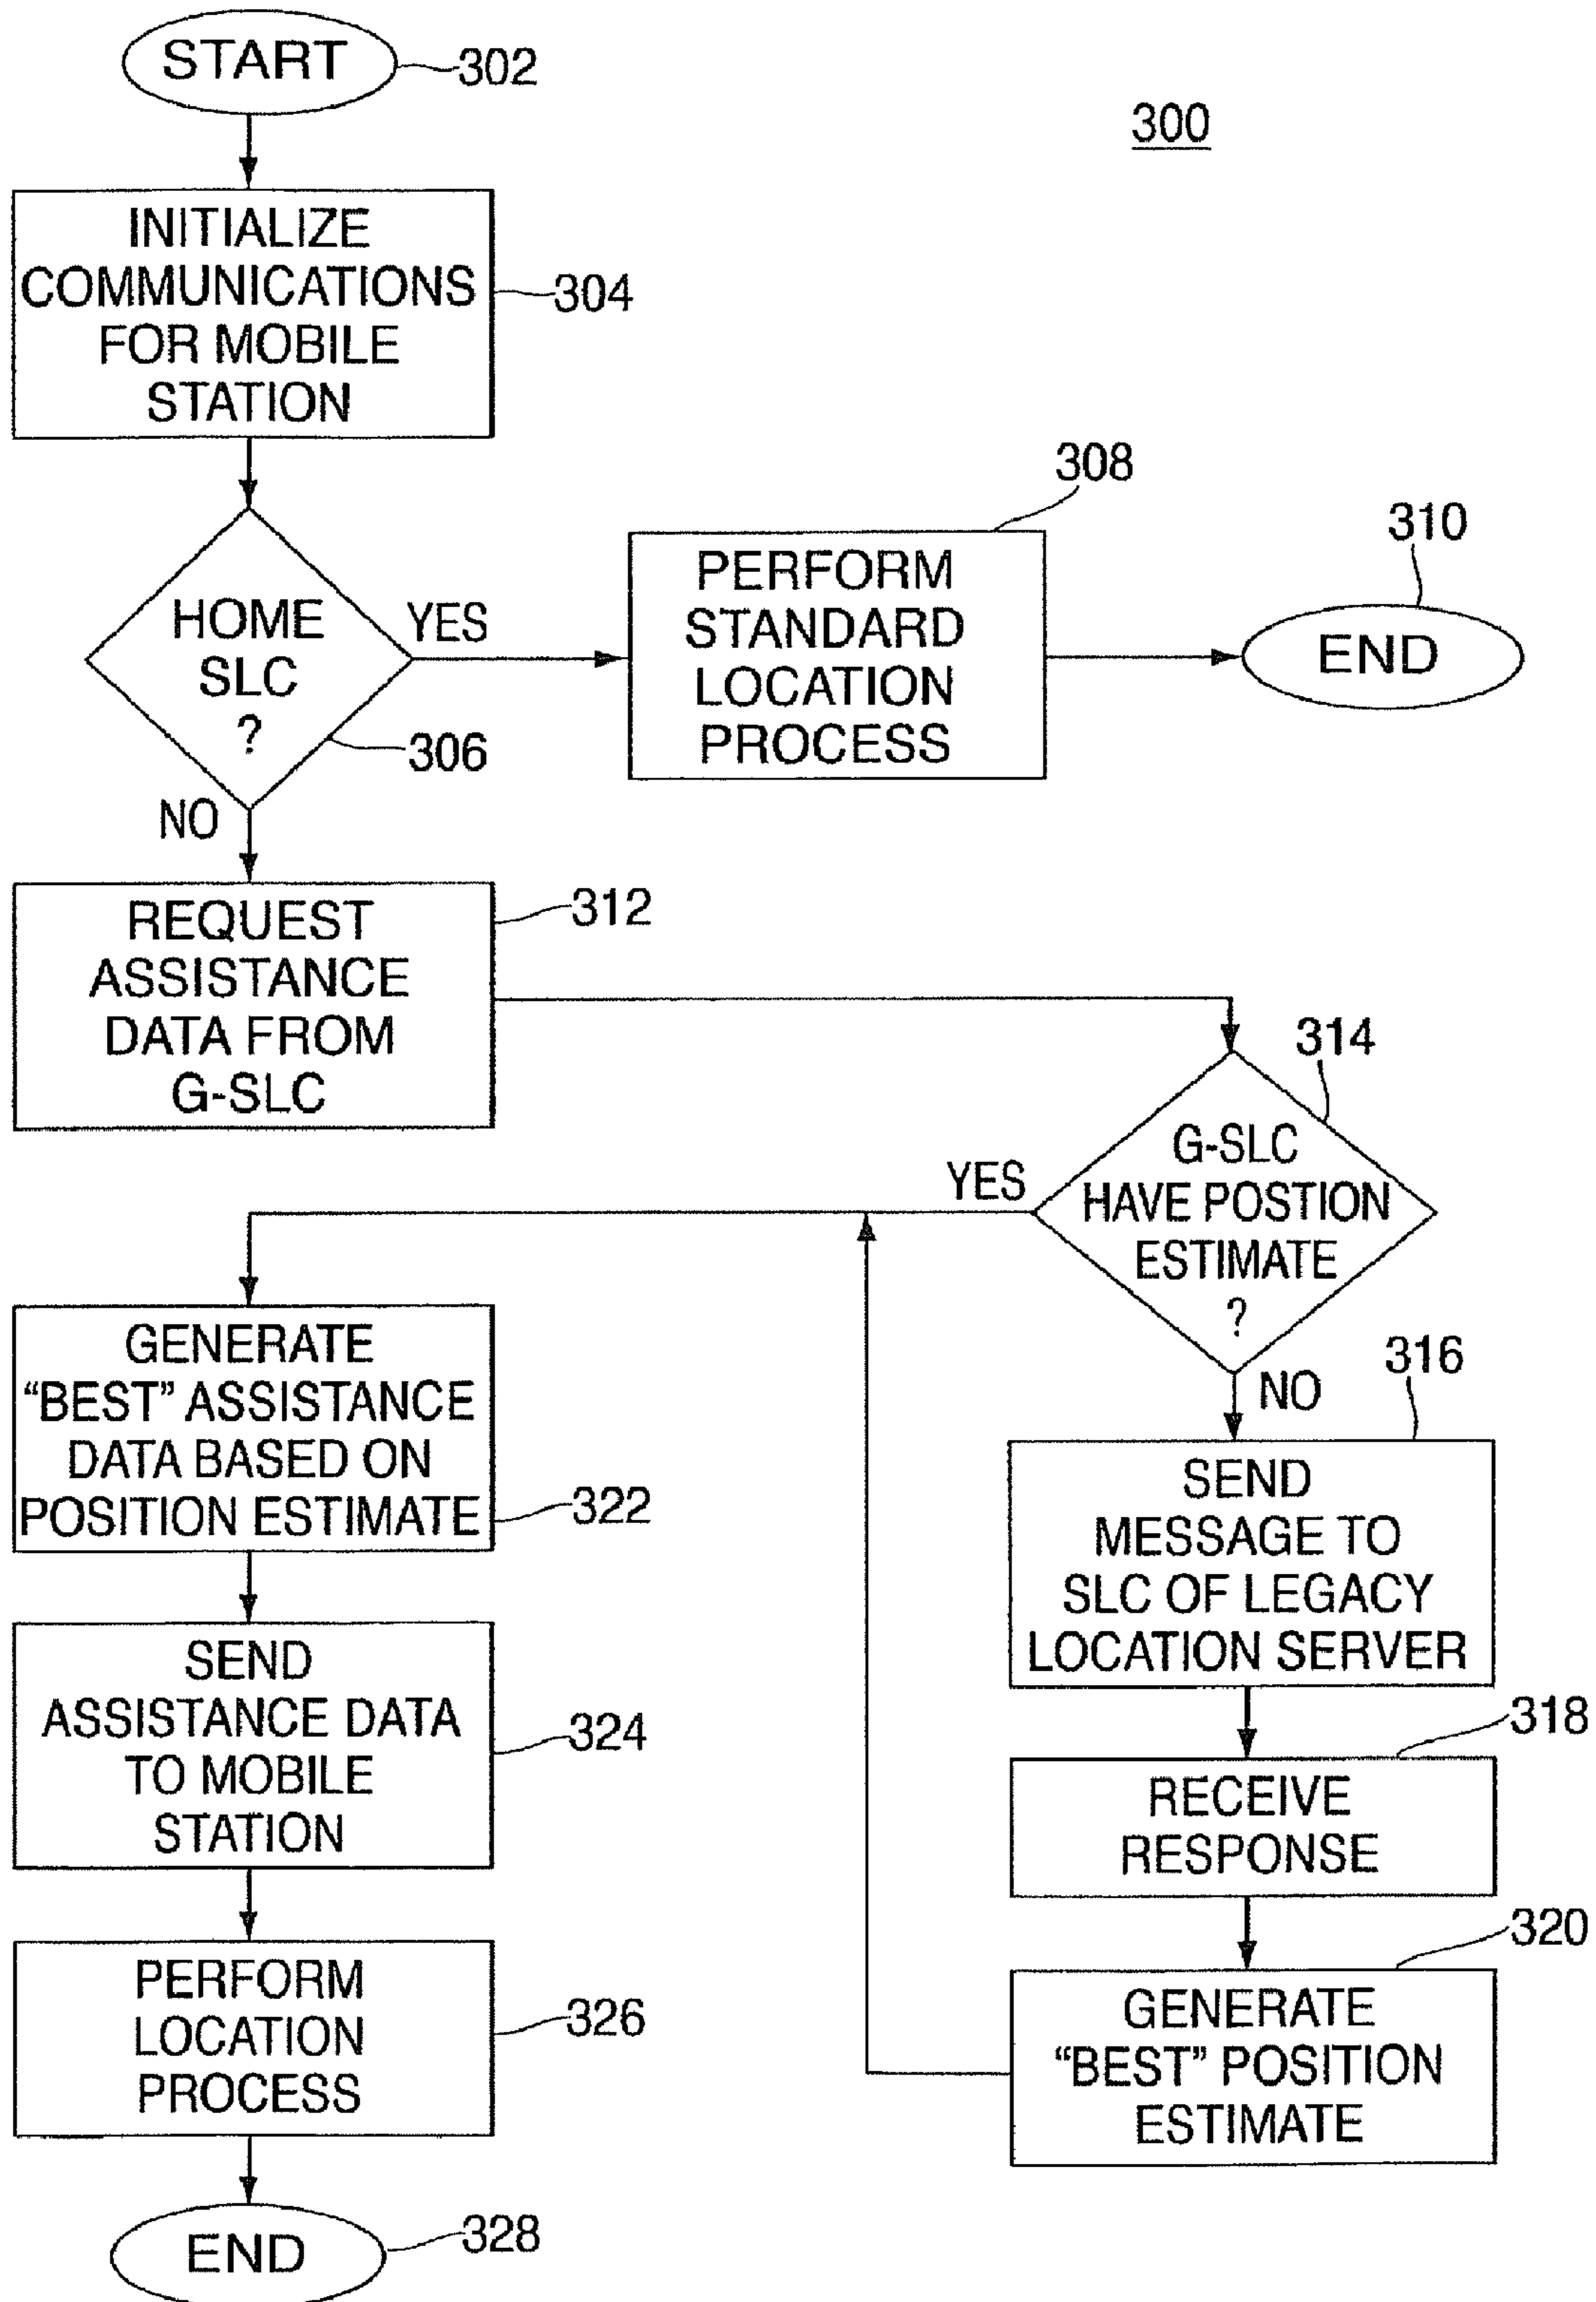 START
302
300
INITIALIZE
COMMUNICATIONS
FOR MOBILE
STATION
304
HOME
SLC
?
306
YES
NO
308
PERFORM
STANDARD
LOCATION
PROCESS
310
END
REQUEST
ASSISTANCE
DATA FROM
G-SLC
312
314
G-SLC
HAVE POSTION
ESTIMATE
?
YES
NO
316
SEND
MESSAGE TO
SLC OF LEGACY
LOCATION SERVER
318
RECEIVE
RESPONSE
320
GENERATE
“BEST” POSITION
ESTIMATE
GENERATE
“BEST” ASSISTANCE
DATA BASED ON
POSITION ESTIMATE
322
SEND
ASSISTANCE DATA
TO MOBILE
STATION
324
PERFORM
LOCATION
PROCESS
326
END
328